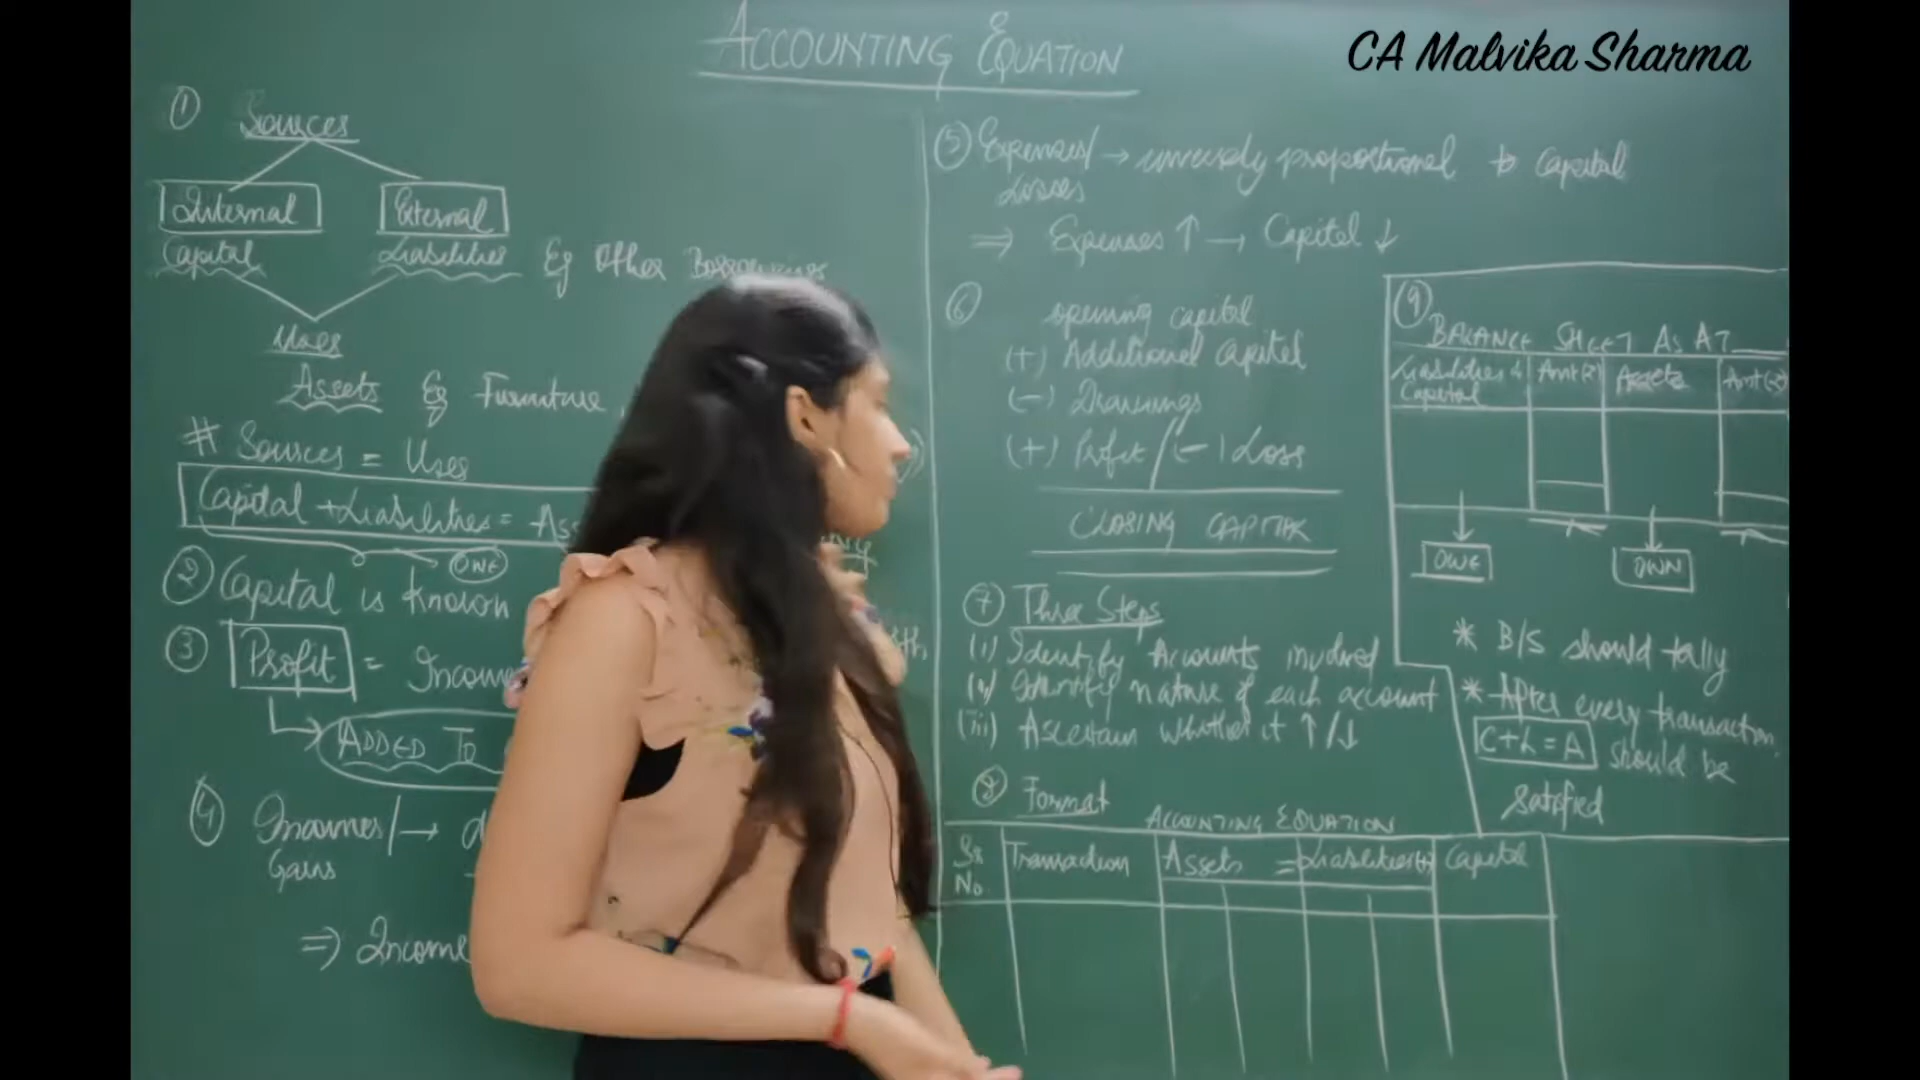 ACCOUNTING EQUATION
CA Malvika Sharma
① Sources
Internal External
Capital Liabilities Eg Other Borrowings
Uses
Assets Eg Furniture,
# Sources = Uses
Capital + Liabilities = Ass
OWE
② Capital is known
③ Profit = Incom
ADDED TO
④ Incomes/ → d
Gains
⇒ Income
⑤ Expenses/ → inversely proportional to Capital
Losses
⇒ Expenses ↑ → Capital ↓
⑥ opening capital
(+) Additional Capital
(-) Drawings
(+) Profit / (-) Loss
CLOSING CAPITAL
⑦ Three Steps
(i) Identify Accounts involved
(ii) Identify nature of each account
(iii) Ascertain whether it ↑/↓
⑧ Format
ACCOUNTING EQUATION
Sr No. Transaction Assets = Liabilities (+) Capital
⑨ BALANCE SHEET AS AT
Liabilities & Capital Amt (₹) Assets Amt (₹)
OWE OWN
* B/S should tally
* After every transaction,
C+L = A should be
satisfied